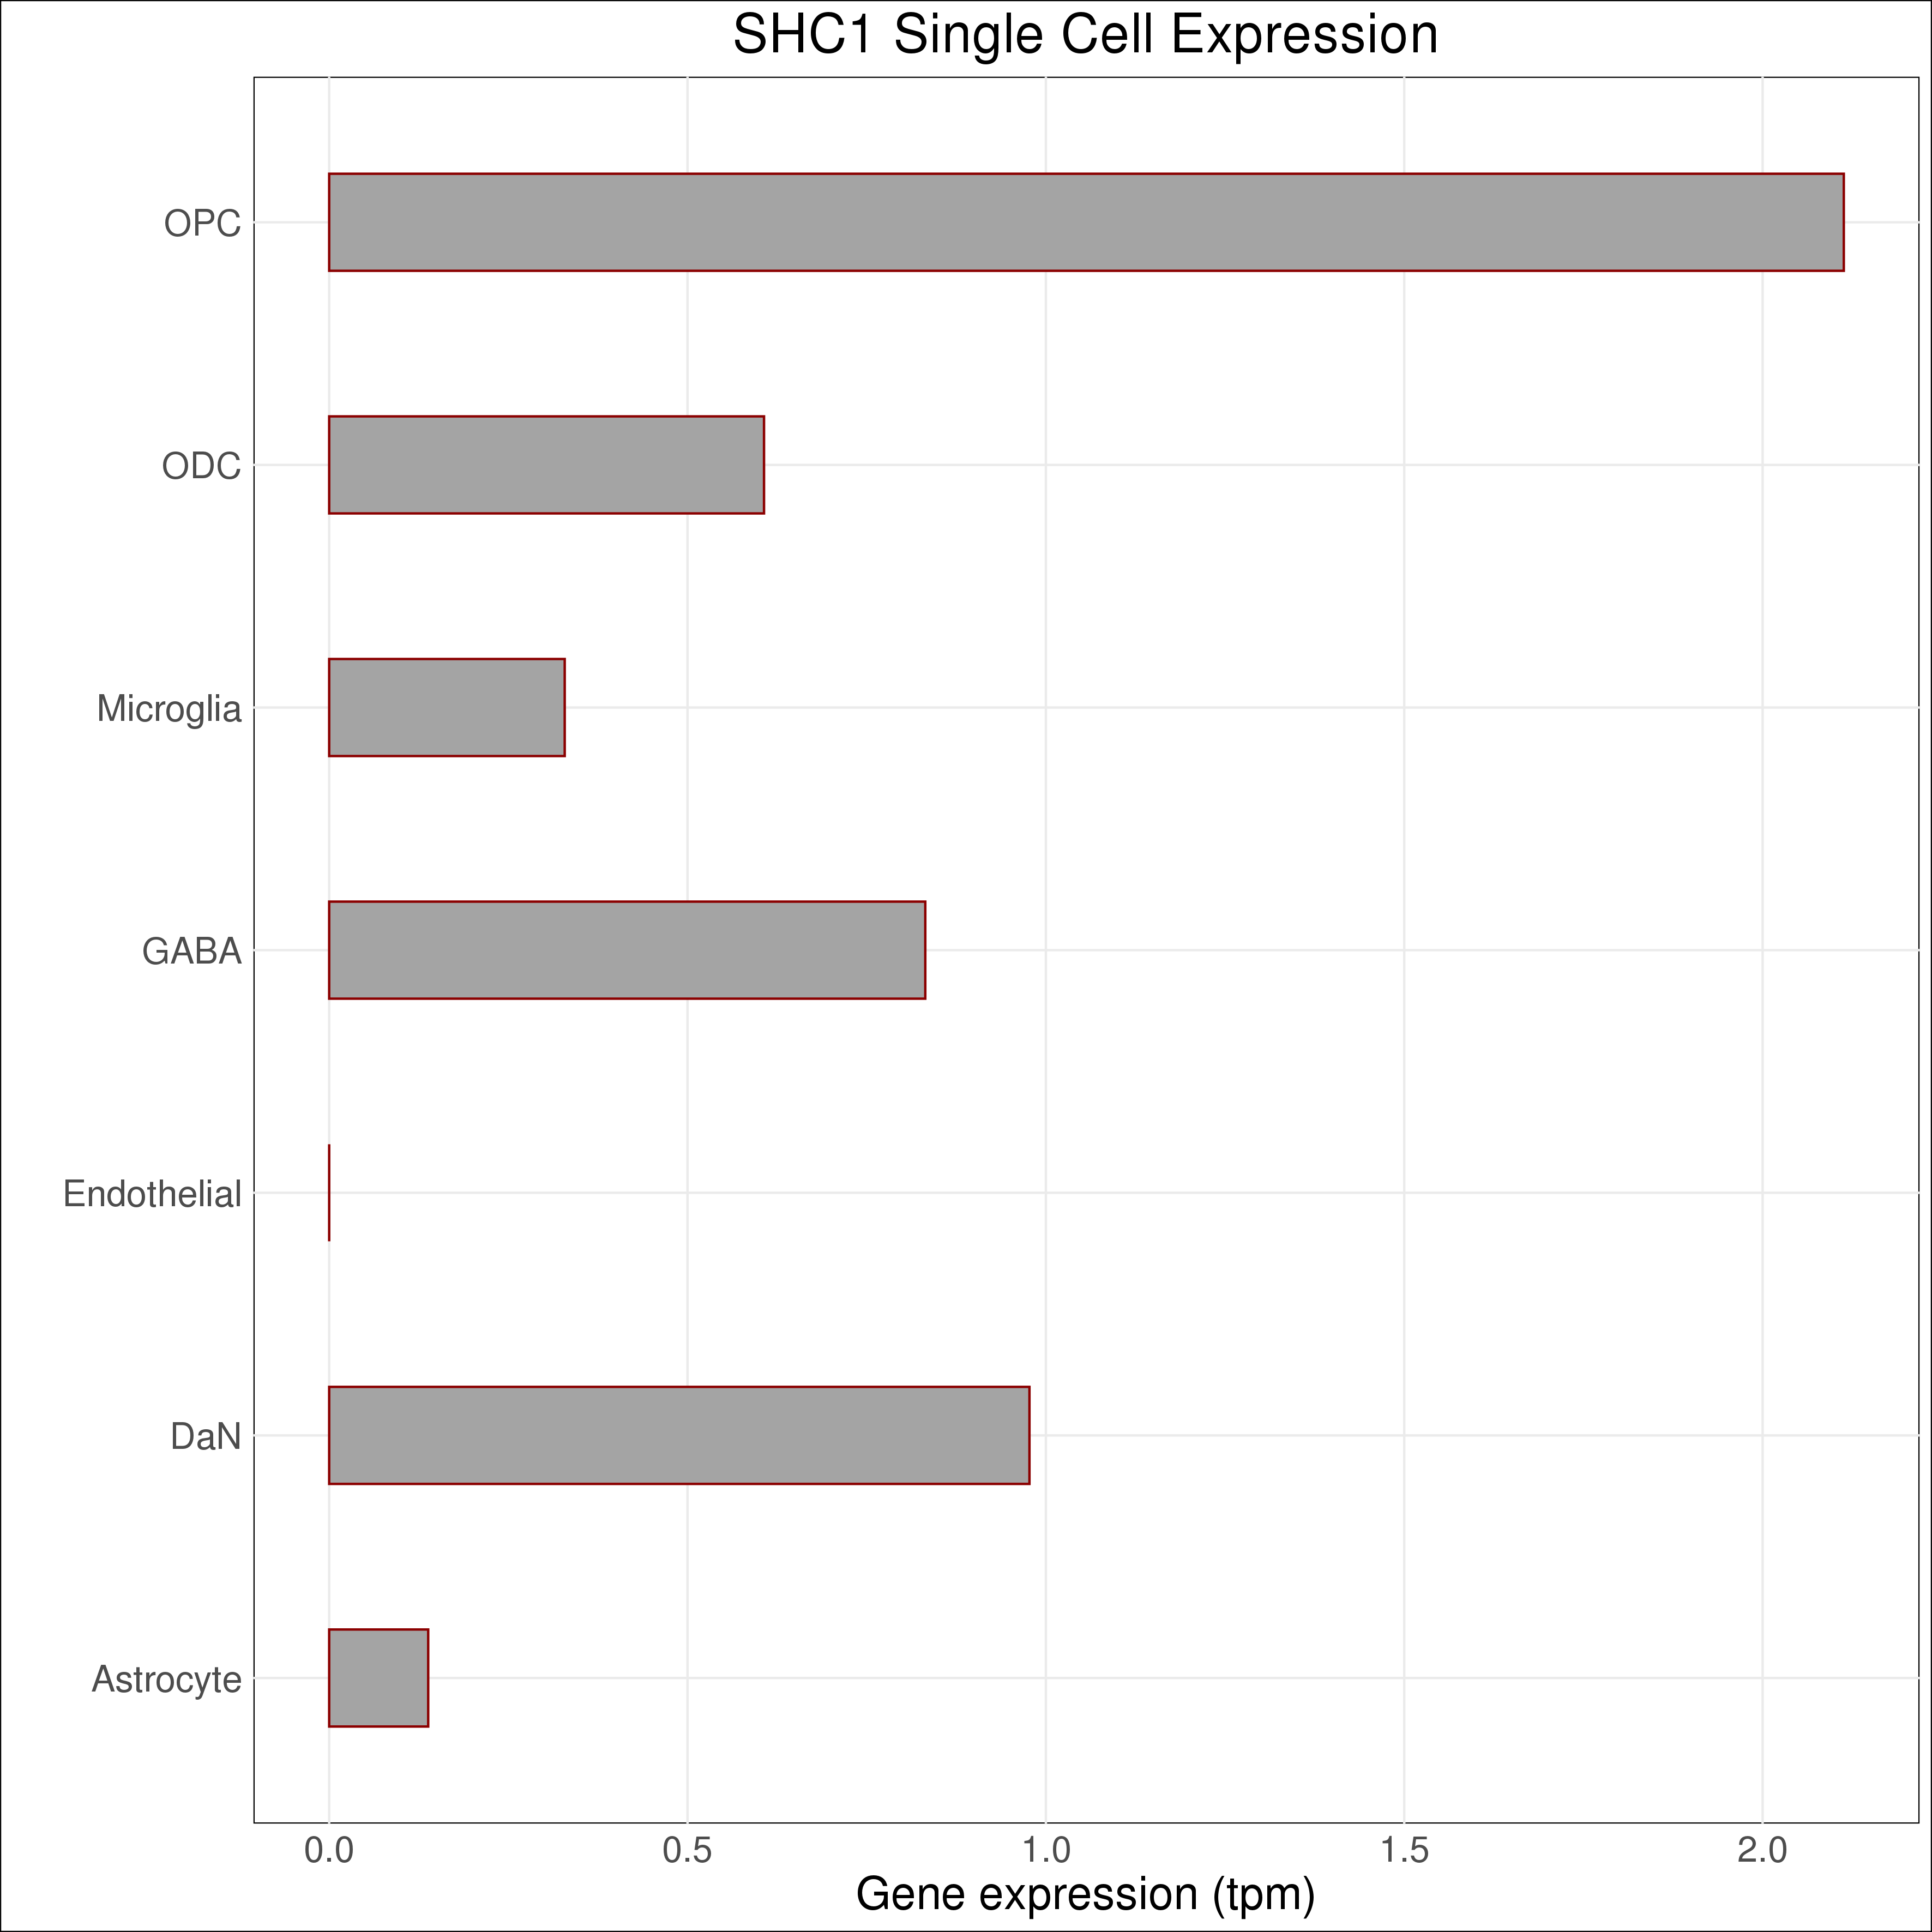 SHC1 Single Cell Expression
OPC
ODC
Microglia
GABA
Endothelial
DaN
Astrocyte
0.0 0.5 1.0 1.5 2.0
Gene expression (tpm)